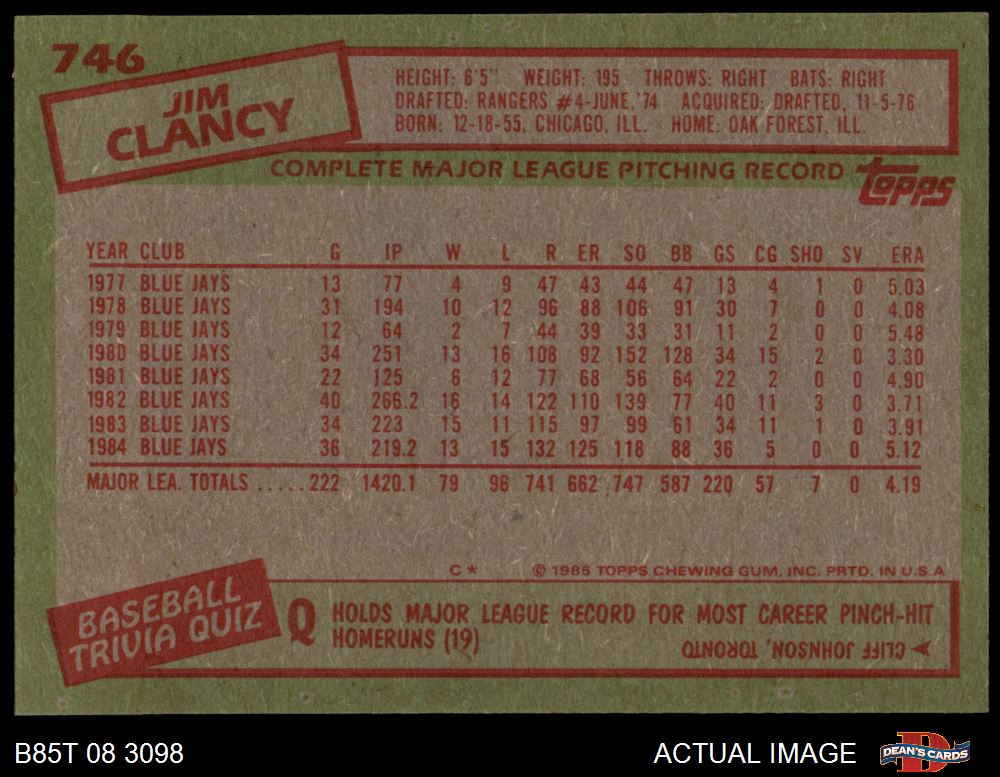 746
JIM
CLANCY
HEIGHT: 6'5" WEIGHT: 195 THROWS: RIGHT BATS: RIGHT
DRAFTED: RANGERS #4-JUNE,'74 ACQUIRED: DRAFTED, 11-5-76
BORN: 12-18-55, CHICAGO, ILL. HOME: OAK FOREST, ILL.
COMPLETE MAJOR LEAGUE PITCHING RECORD
topps
YEAR CLUB G IP W L R ER SO BB GS CG SHO SV ERA
1977 BLUE JAYS 13 77 4 9 47 43 44 47 13 4 1 0 5.03
1978 BLUE JAYS 31 194 10 12 96 88 106 91 30 7 0 0 4.08
1979 BLUE JAYS 12 64 2 7 44 39 33 31 11 2 0 0 5.48
1980 BLUE JAYS 34 251 13 16 108 92 152 128 34 15 2 0 3.30
1981 BLUE JAYS 22 125 6 12 77 68 56 64 22 2 0 0 4.90
1982 BLUE JAYS 40 266.2 16 14 122 110 139 77 40 11 3 0 3.71
1983 BLUE JAYS 34 223 15 11 115 97 99 61 34 11 1 0 3.91
1984 BLUE JAYS 36 219.2 13 15 132 125 118 88 36 5 0 0 5.12
MAJOR LEA. TOTALS .....222 1420.1 79 96 741 662 747 587 220 57 7 0 4.19
C* © 1985 TOPPS CHEWING GUM, INC. PRTD. IN U.S.A
BASEBALL
TRIVIA QUIZ
Q HOLDS MAJOR LEAGUE RECORD FOR MOST CAREER PINCH-HIT
HOMERUNS (19)
CLIFF JOHNSON, TORONTO
B85T 08 3098
ACTUAL IMAGE
D
DEAN'S CARDS